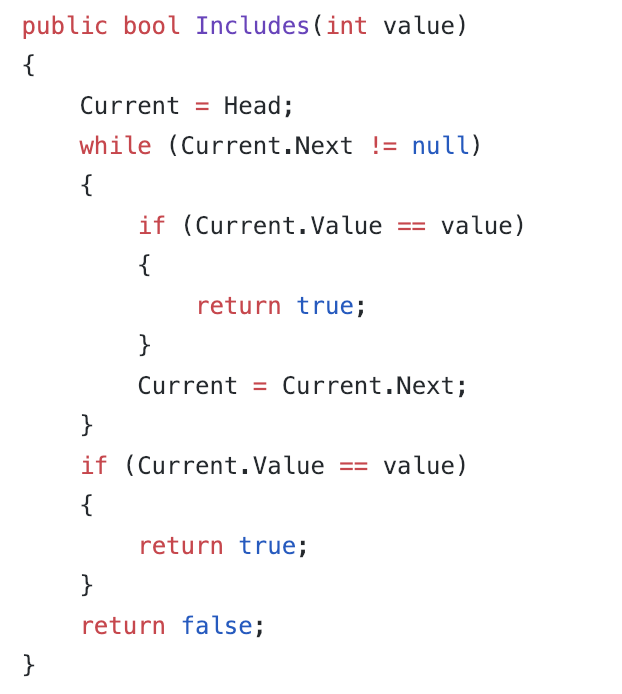 public bool Includes(int value)
{
    Current = Head;
    while (Current.Next != null)
    {
        if (Current.Value == value)
        {
            return true;
        }
        Current = Current.Next;
    }
    if (Current.Value == value)
    {
        return true;
    }
    return false;
}